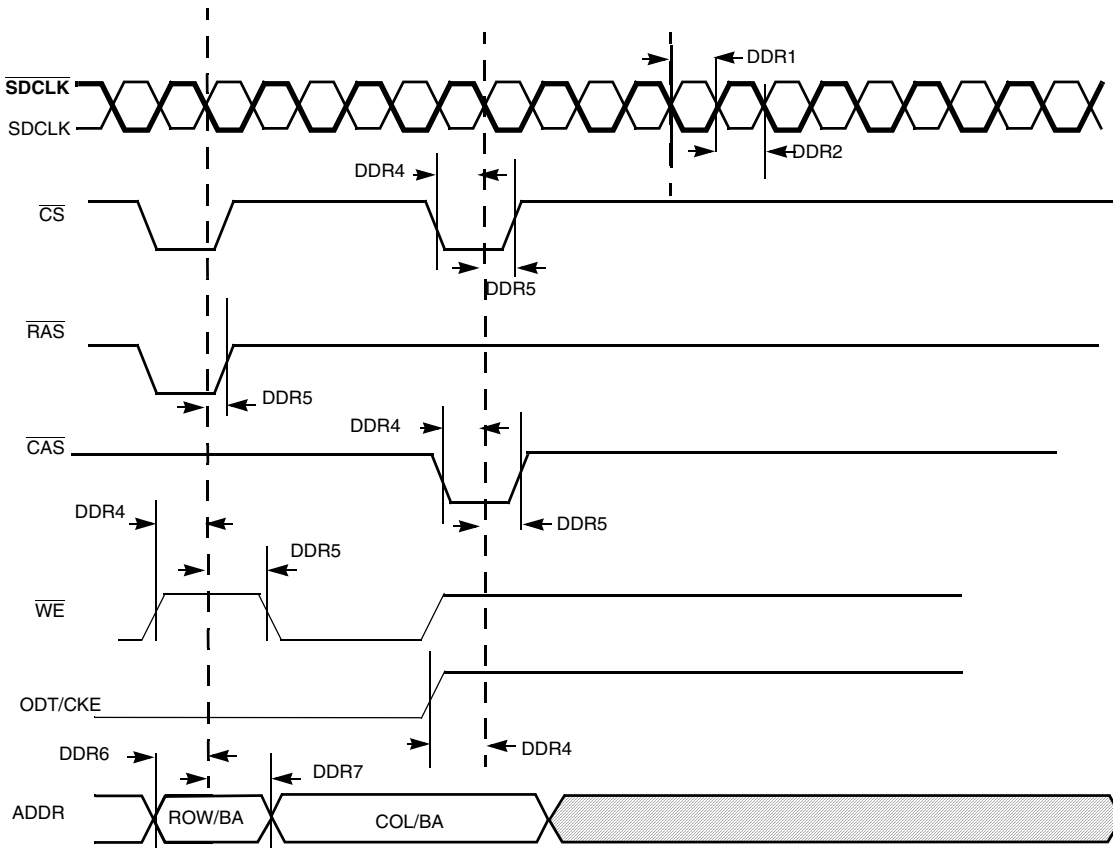 DDR1
SDCLK
SDCLK
DDR2
DDR4
CS
DDR5
RAS
DDR5
DDR4
CAS
DDR4
DDR5
DDR5
WE
ODT/CKE
DDR4
DDR6
DDR7
ADDR
ROW/BA
COL/BA